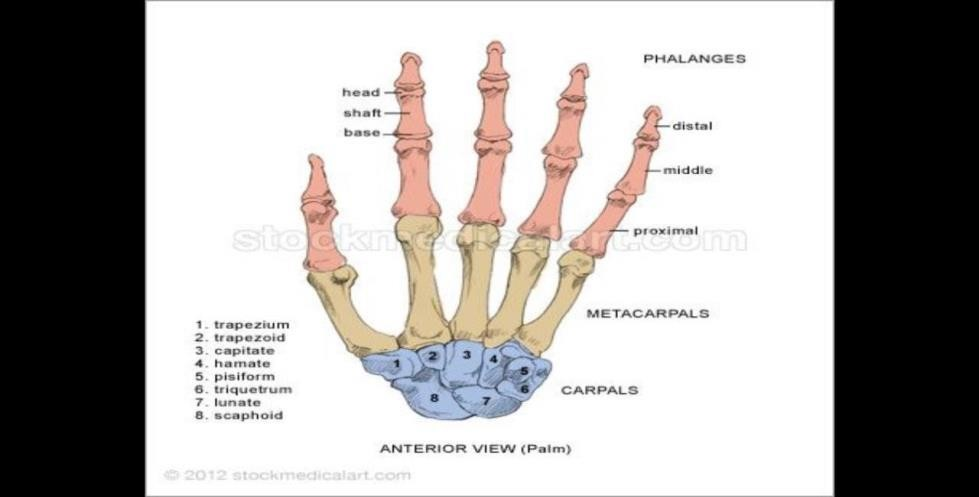 PHALANGES
head
shaft
base
distal
middle
proximal
stockmedicalart.com
METACARPALS
1. trapezium
2. trapezoid
3. capitate
4. hamate
5. pisiform
6. triquetrum
7. lunate
8. scaphoid
1 2 3 4 5 6 7 8
CARPALS
ANTERIOR VIEW (Palm)
© 2012 stockmedicalart.com